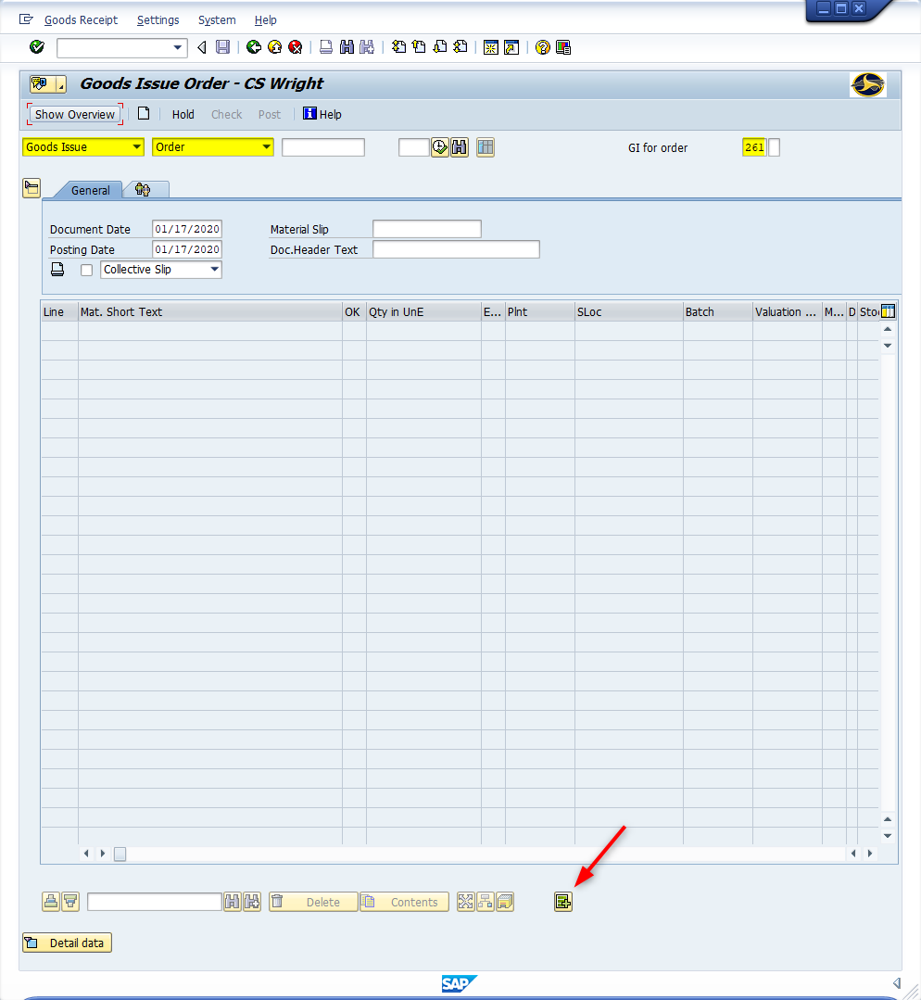 Goods Receipt Settings System Help
Goods Issue Order - CS Wright
Show Overview Hold Check Post Help
Goods Issue Order GI for order 261
General
Document Date 01/17/2020 Material Slip
Posting Date 01/17/2020 Doc.Header Text
Collective Slip
Line Mat. Short Text OK Qty in UnE E... Plnt SLoc Batch Valuation ... M... D Stoc
Delete Contents
Detail data
SAP